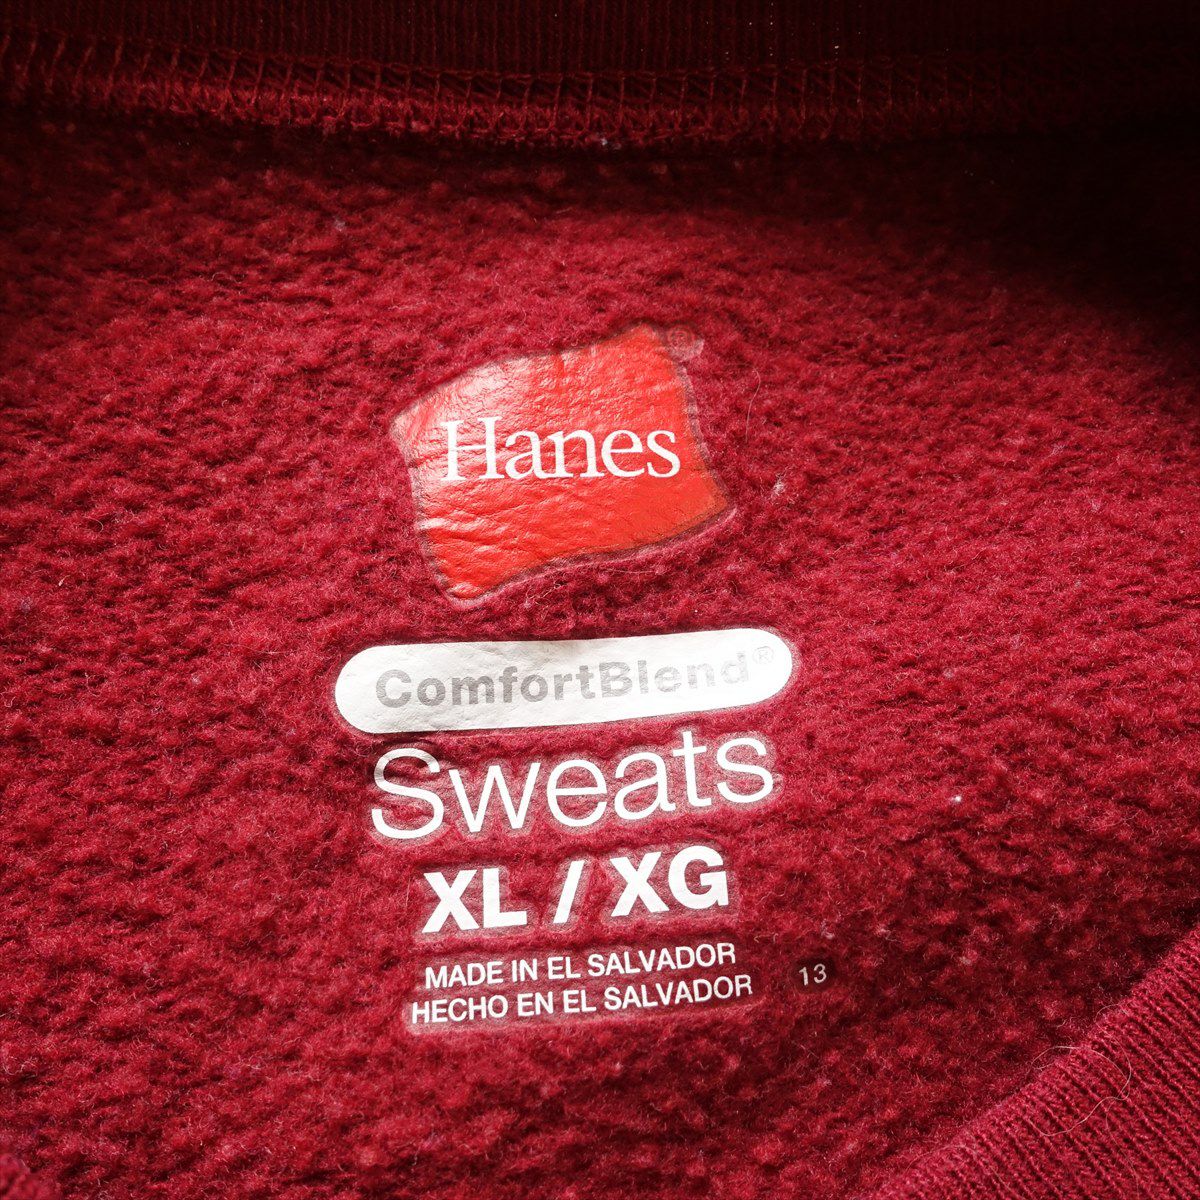 Hanes®
ComfortBlend®
Sweats
XL / XG
MADE IN EL SALVADOR
HECHO EN EL SALVADOR
13